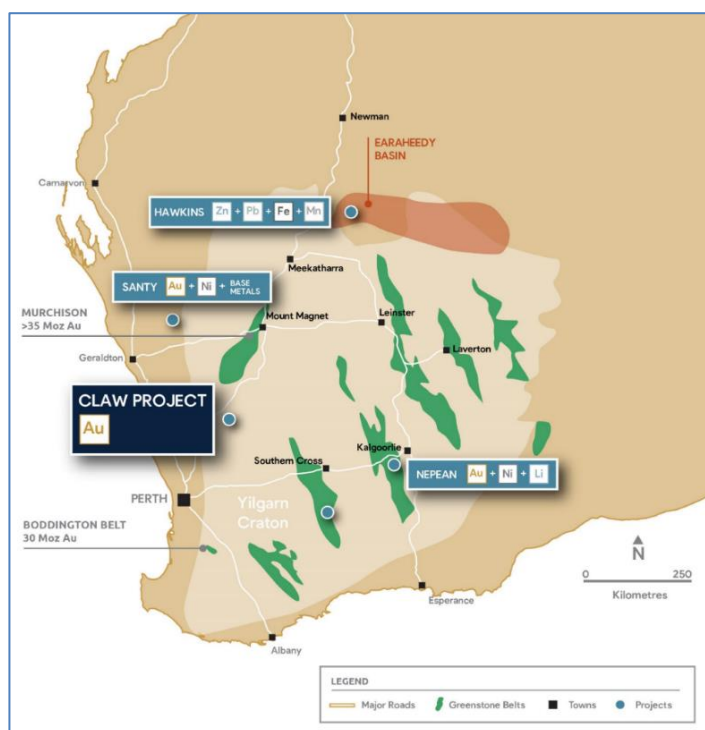 Newman
EARAHEEDY
BASIN
Carnarvon
HAWKINS Zn + Pb + Fe + Mn
Meekatharra
SANTY Au + Ni + BASE
METALS
MURCHISON
>35 Moz Au
Mount Magnet
Leinster
Geraldton
Laverton
CLAW PROJECT
Au
Kalgoorlie
Southern Cross
NEPEAN Au + Ni + Li
PERTH
Yilgarn
Craton
BODDINGTON BELT
30 Moz Au
N
0 250
Kilometres
Esperance
Albany
LEGEND
Major Roads Greenstone Belts Towns Projects